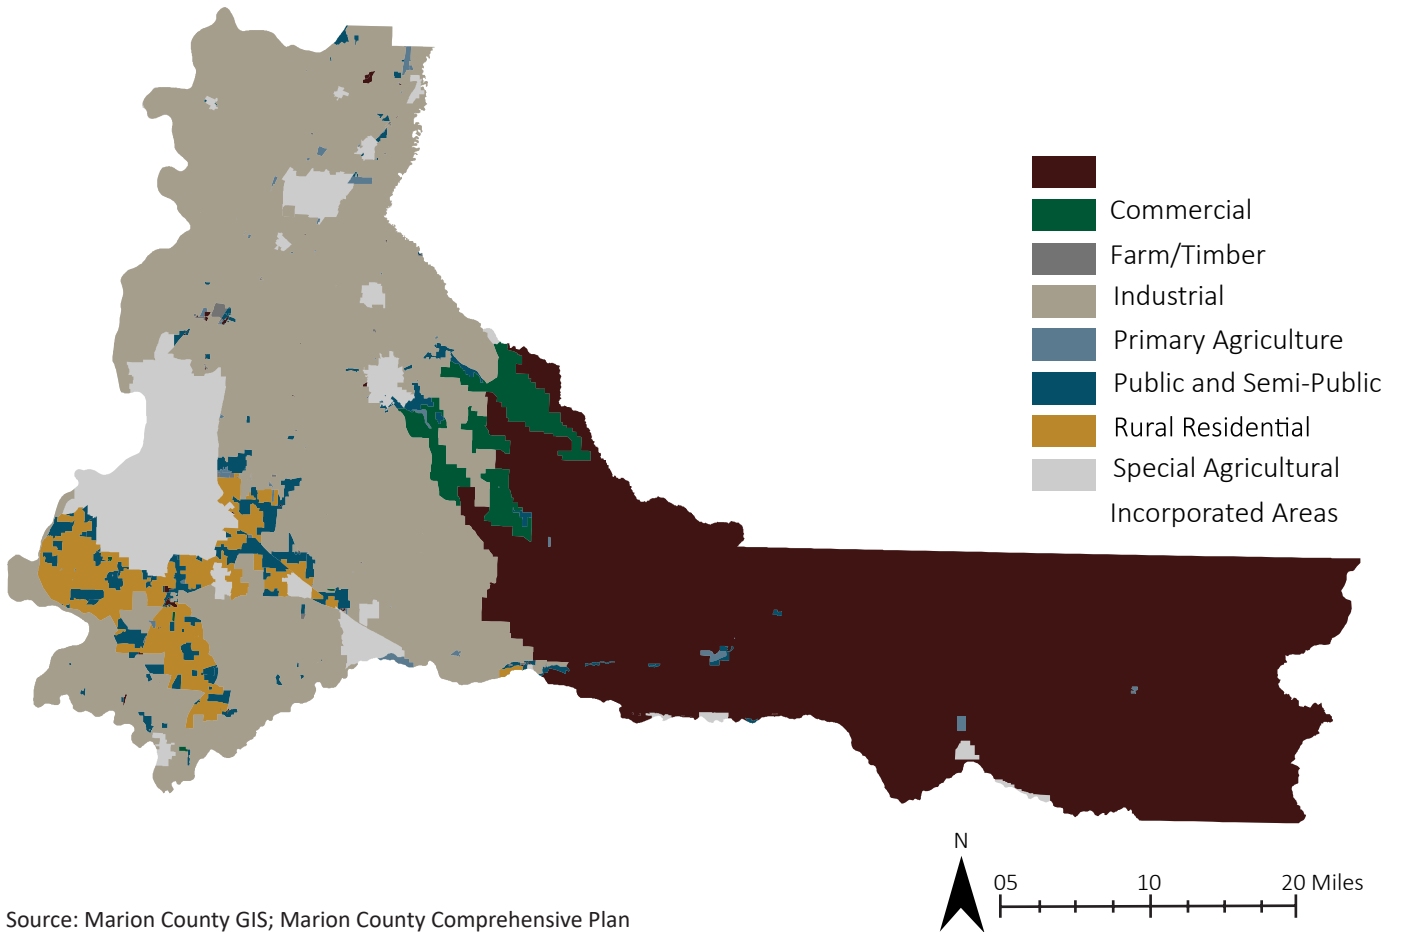 Commercial
Farm/Timber
Industrial
Primary Agriculture
Public and Semi-Public
Rural Residential
Special Agricultural
Incorporated Areas
N
05 10 20 Miles
Source: Marion County GIS; Marion County Comprehensive Plan